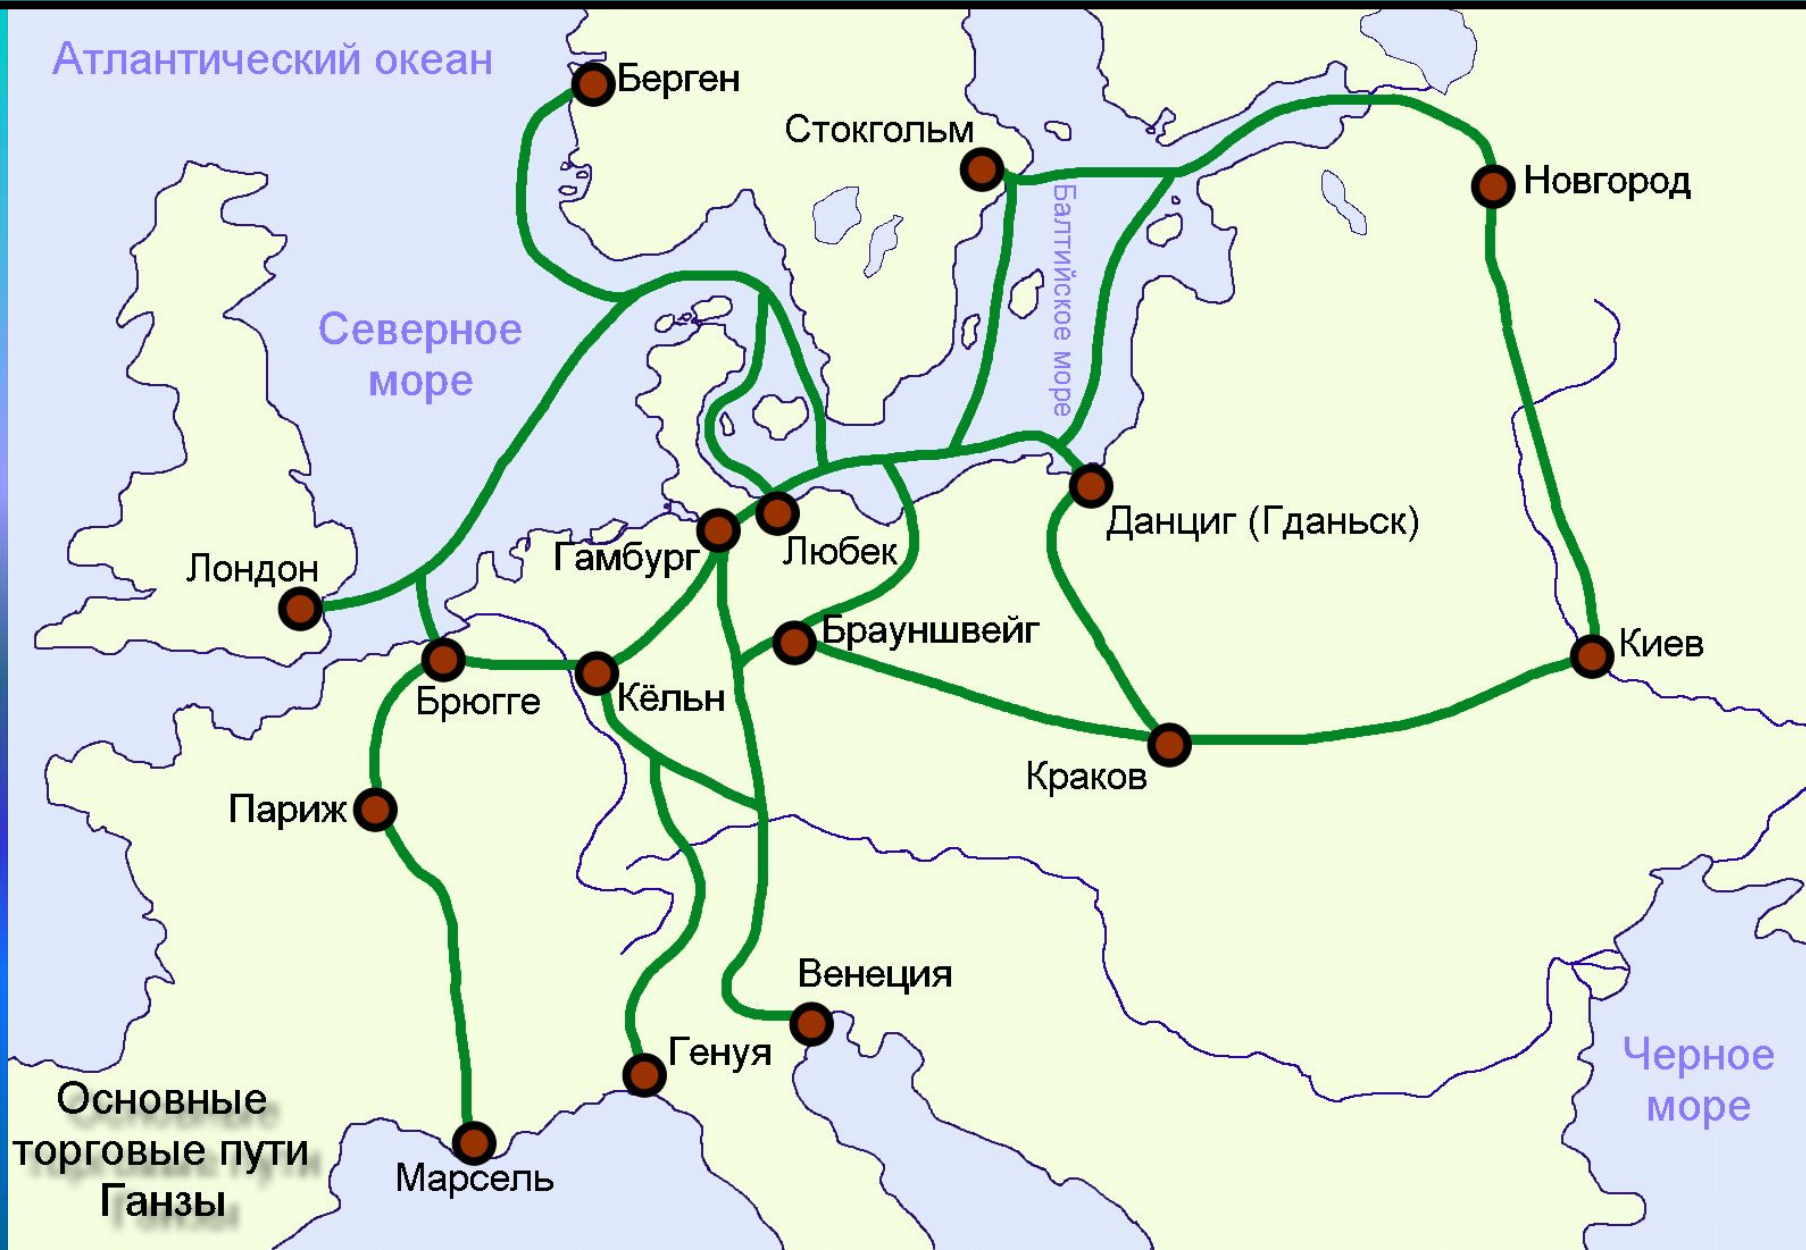 Атлантический океан
Берген
Стокгольм
Новгород
Балтийское море
Северное
море
Данциг (Гданьск)
Лондон
Гамбург
Любек
Брауншвейг
Киев
Брюгге
Кёльн
Краков
Париж
Венеция
Генуя
Черное
море
Основные
торговые пути
Ганзы
Марсель